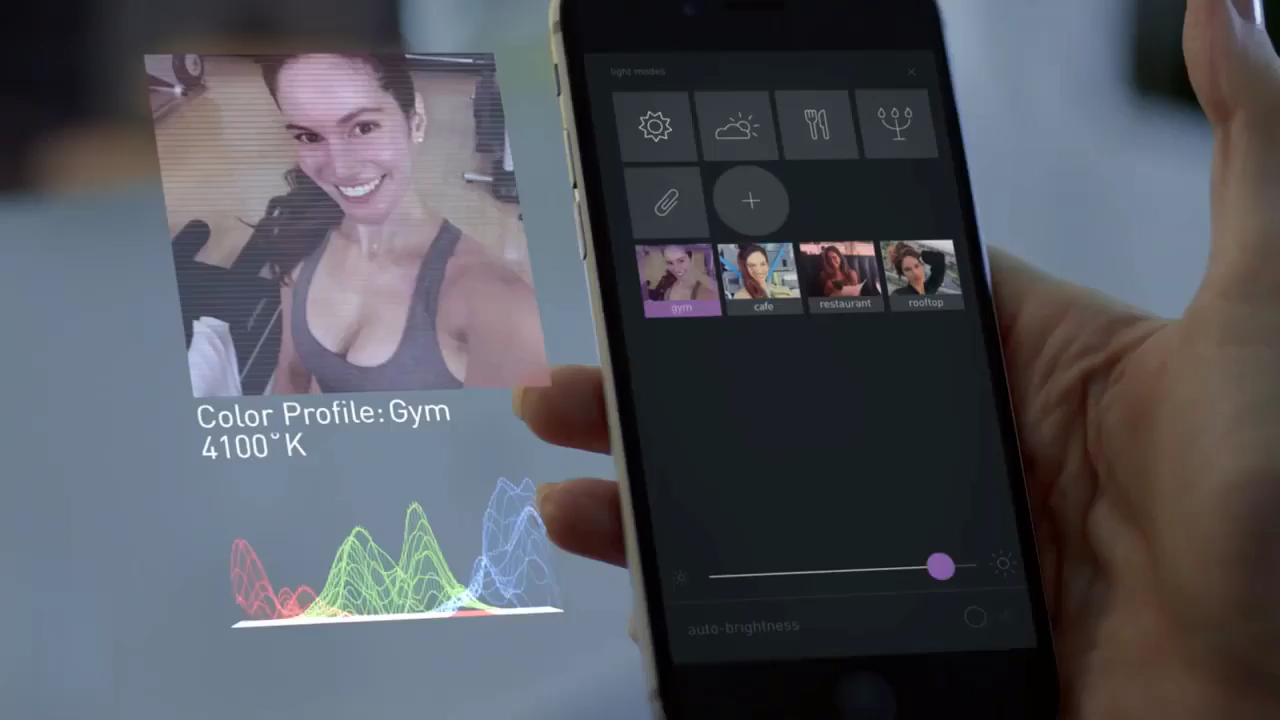 light modes
gym
cafe
restaurant
rooftop
Color Profile: Gym
4100°K
auto-brightness